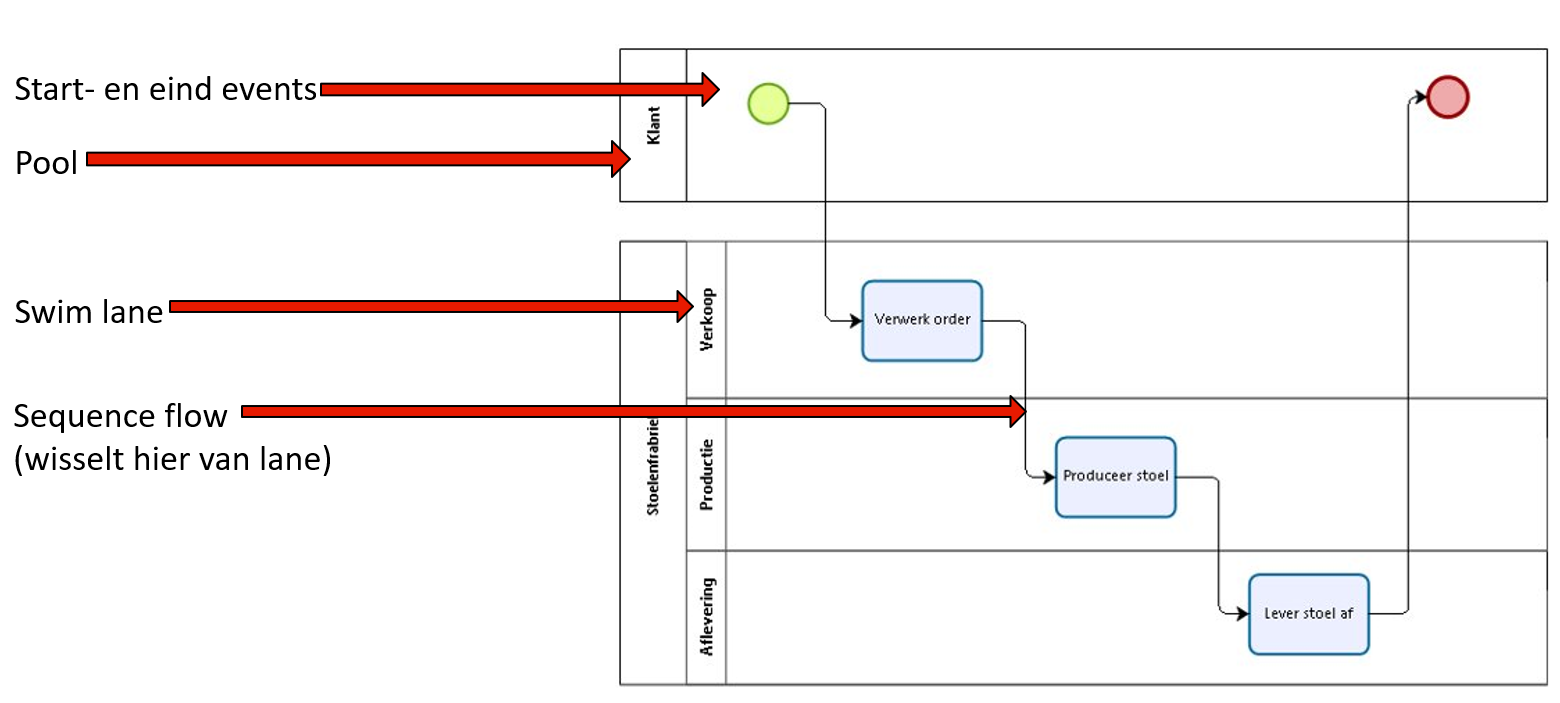 Start- en eind events
Pool
Swim lane
Sequence flow
(wisselt hier van lane)
Klant
Stoelenfrabriek
Verkoop
Productie
Aflevering
Verwerk order
Produceer stoel
Lever stoel af